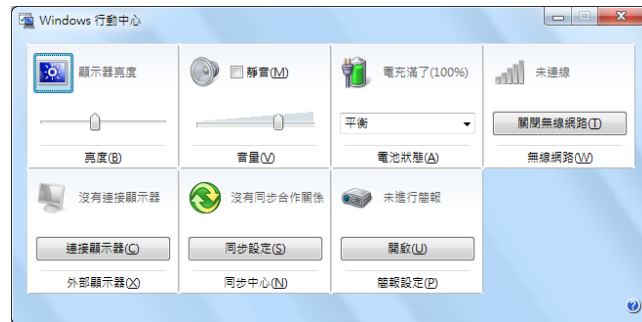 Windows 行動中心
顯示器亮度
亮度(B)
靜音(M)
音量(V)
電充滿了(100%)
平衡
電池狀態(A)
未連線
關閉無線網路(T)
無線網路(W)
沒有連接顯示器
連接顯示器(C)
外部顯示器(X)
沒有同步合作關係
同步設定(S)
同步中心(N)
未進行簡報
開啟(U)
簡報設定(P)